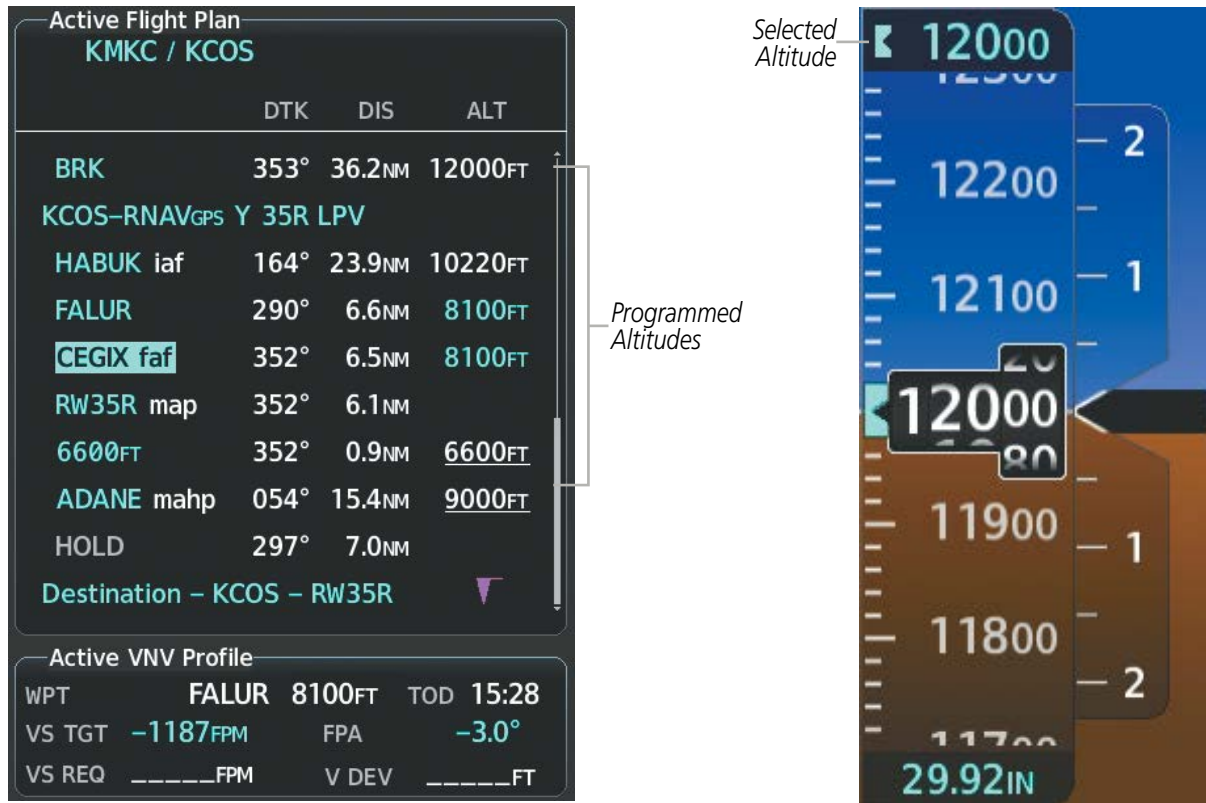 Active Flight Plan
KMKC / KCOS
DTK DIS ALT
BRK 353° 36.2NM 12000FT
KCOS–RNAVGPS Y 35R LPV
HABUK iaf 164° 23.9NM 10220FT
FALUR 290° 6.6NM 8100FT
CEGIX faf 352° 6.5NM 8100FT
RW35R map 352° 6.1NM
6600FT 352° 0.9NM 6600FT
ADANE mahp 054° 15.4NM 9000FT
HOLD 297° 7.0NM
Destination – KCOS – RW35R
Active VNV Profile
WPT FALUR 8100FT TOD 15:28
VS TGT –1187FPM FPA –3.0°
VS REQ _____FPM V DEV _____FT
Programmed
Altitudes
Selected
Altitude
12000
2
12200
1
12100
20
12000
80
11900
1
11800
2
29.92IN